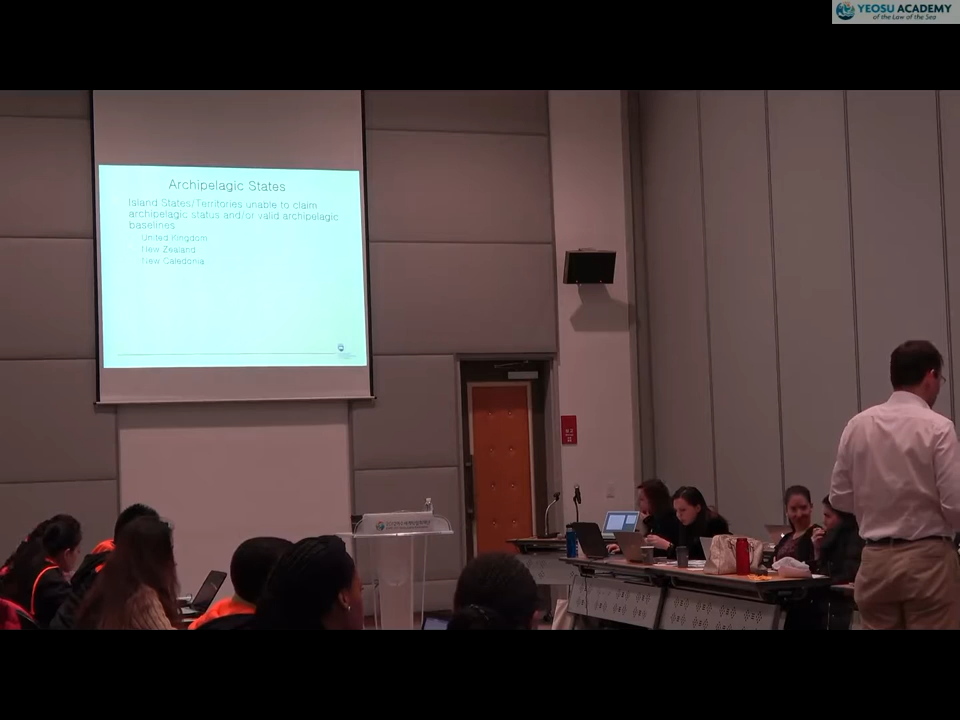 YEOSU ACADEMY
of the Law of the Sea
Archipelagic States
Island States/Territories unable to claim
archipelagic status and/or valid archipelagic
baselines
United Kingdom
New Zealand
New Caledonia